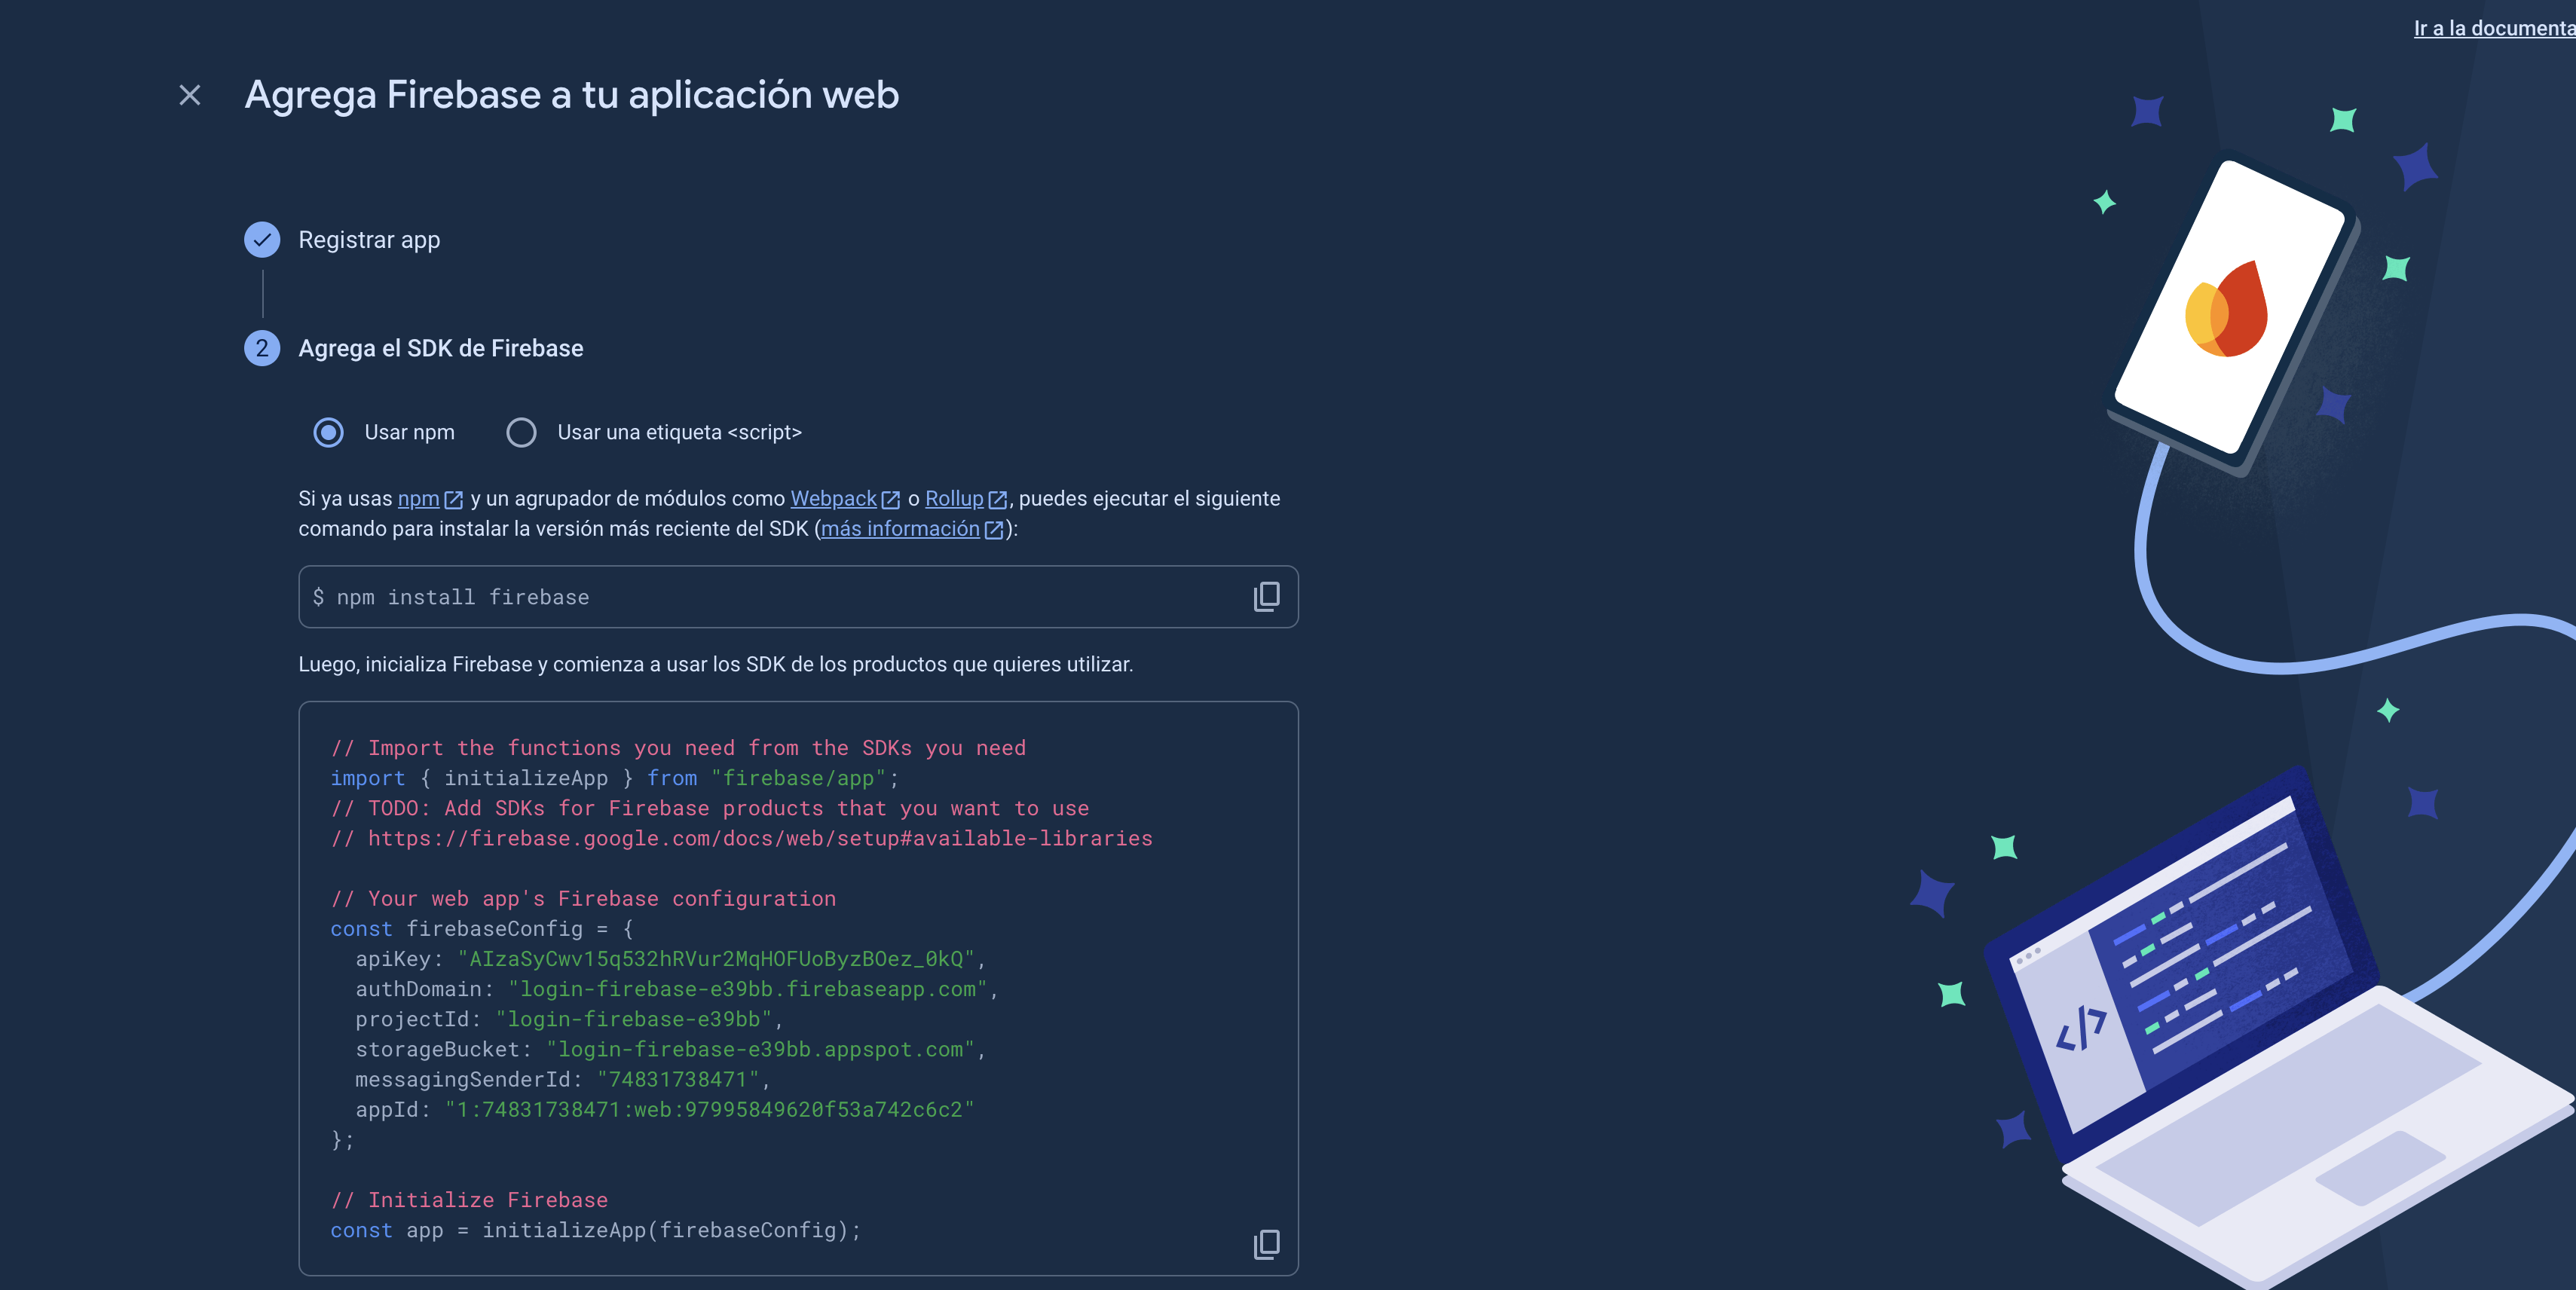 Ir a la documenta
Agrega Firebase a tu aplicación web
Registrar app
2 Agrega el SDK de Firebase
Usar npm Usar una etiqueta <script>
Si ya usas npm y un agrupador de módulos como Webpack o Rollup, puedes ejecutar el siguiente
comando para instalar la versión más reciente del SDK (más información):
$ npm install firebase
Luego, inicializa Firebase y comienza a usar los SDK de los productos que quieres utilizar.
// Import the functions you need from the SDKs you need
import { initializeApp } from "firebase/app";
// TODO: Add SDKs for Firebase products that you want to use
// https://firebase.google.com/docs/web/setup#available-libraries
// Your web app's Firebase configuration
const firebaseConfig = {
apiKey: "AIzaSyCwv15q532hRVur2MqHOFUoByzBOez_0kQ",
authDomain: "login-firebase-e39bb.firebaseapp.com",
projectId: "login-firebase-e39bb",
storageBucket: "login-firebase-e39bb.appspot.com",
messagingSenderId: "74831738471",
appId: "1:74831738471:web:97995849620f53a742c6c2"
};
// Initialize Firebase
const app = initializeApp(firebaseConfig);
</>